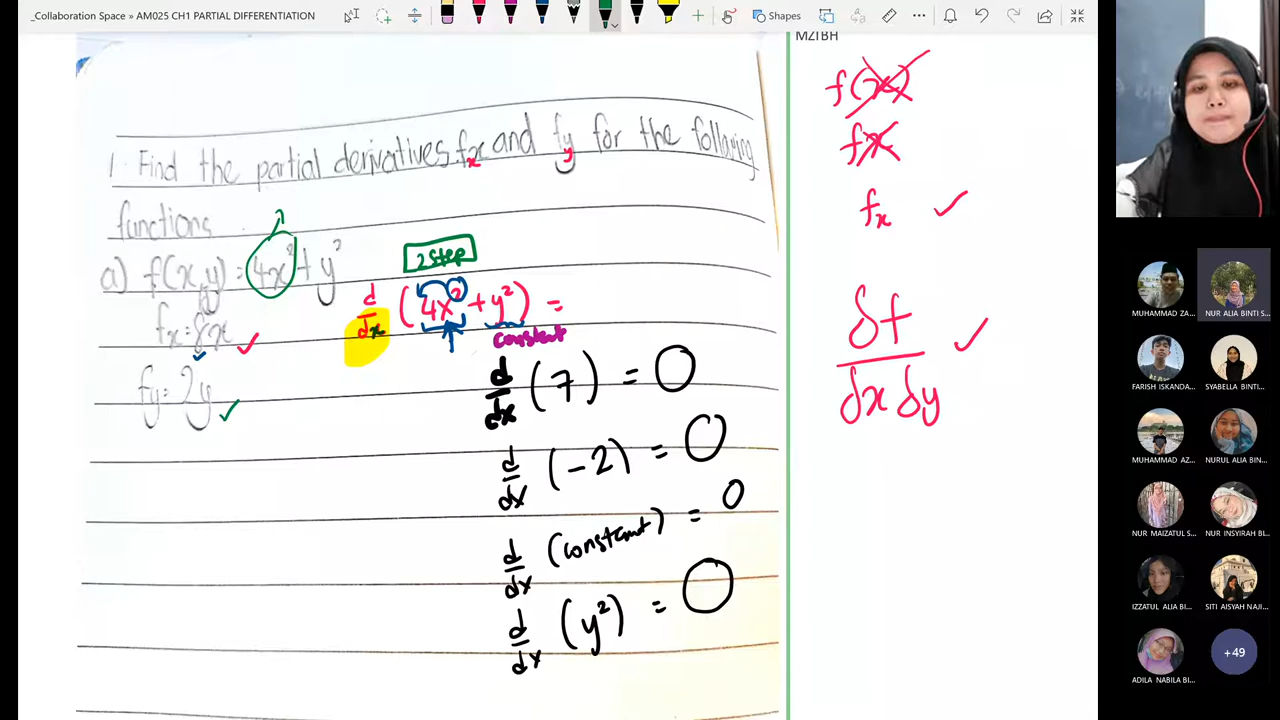 _Collaboration Space » AM025 CH1 PARTIAL DIFFERENTIATION
Shapes
MZTBH
1. Find the partial derivatives fx and fy for the following
functions
a) f(x,y) = 4x² + y²
fx = 8x
fy = 2y
2 step
d/dx (4x² + y²) =
constant
d/dx (7) = 0
d/dx (-2) = 0
d/dx (constant) = 0
d/dx (y²) = 0
f(x)
fx
fx ✓
δf
δx δy ✓
MUHAMMAD ZA...
NUR ALIA BINTI S...
FARISH ISKANDA...
SYABELLA BINTI...
MUHAMMAD AZ...
NURUL ALIA BIN...
NUR MAIZATUL S...
NUR INSYIRAH BI...
IZZATUL ALIA BI...
SITI AISYAH NAJI...
ADILA NABILA BI...
+49